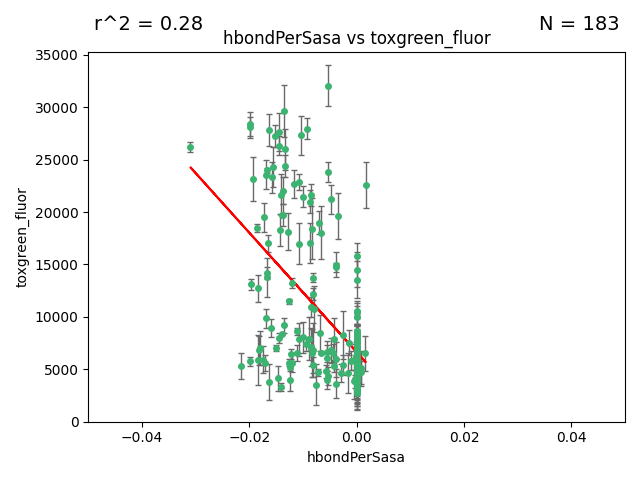 r^2 = 0.28
N = 183
hbondPerSasa vs toxgreen_fluor
35000
30000
25000
20000
15000
10000
5000
0
toxgreen_fluor
−0.04
−0.02
0.00
0.02
0.04
hbondPerSasa